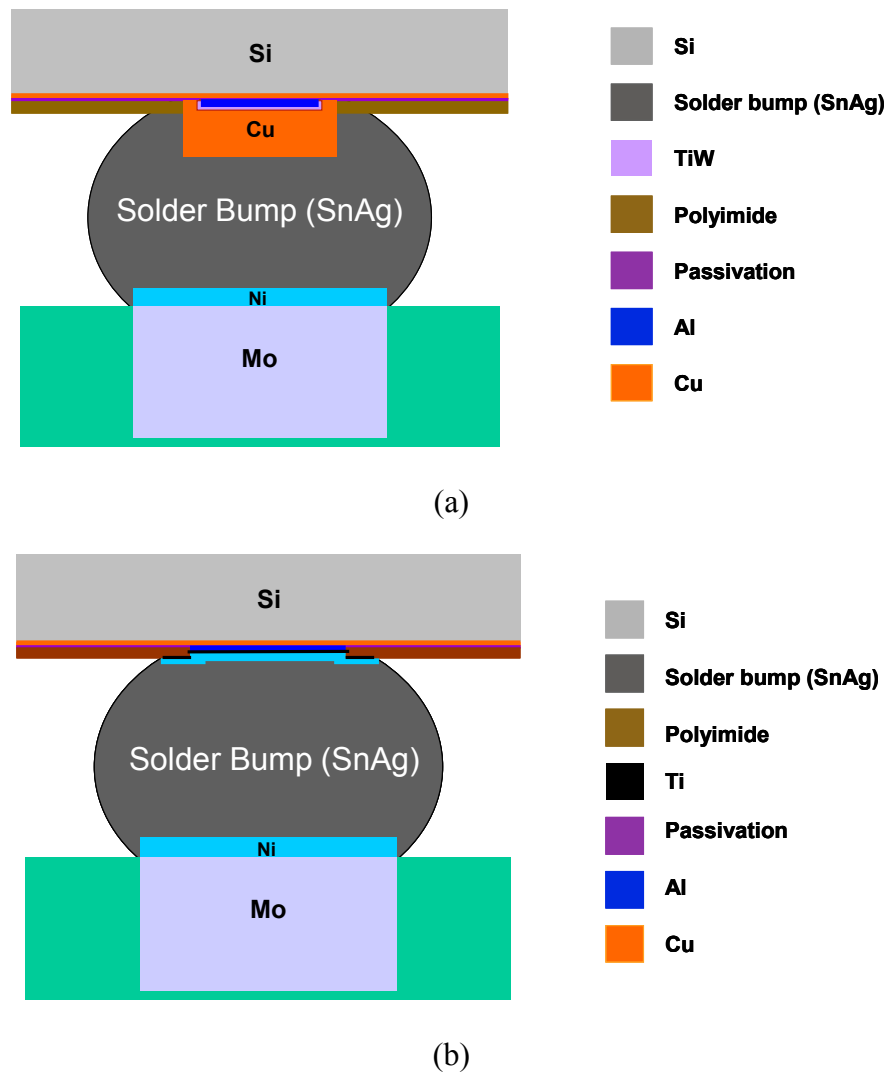 Si
Cu
Solder Bump (SnAg)
Ni
Mo
Si
Solder bump (SnAg)
TiW
Polyimide
Passivation
Al
Cu
(a)
Si
Solder Bump (SnAg)
Ni
Mo
Si
Solder bump (SnAg)
Polyimide
Ti
Passivation
Al
Cu
(b)